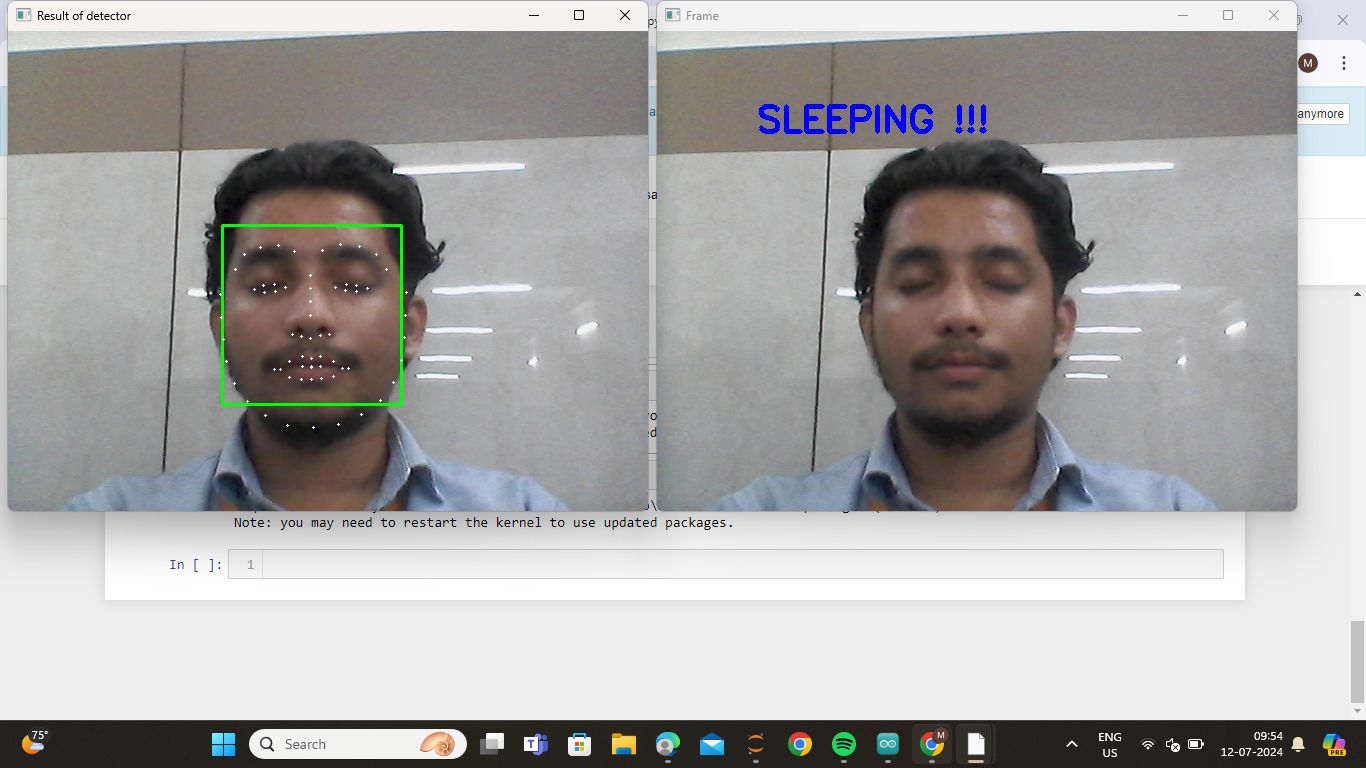 Result of detector
Frame
M
anymore
SLEEPING !!!
Note: you may need to restart the kernel to use updated packages.
In [ ]:
1
75°
Search
M
ENG
US
09:54
12-07-2024
PRE